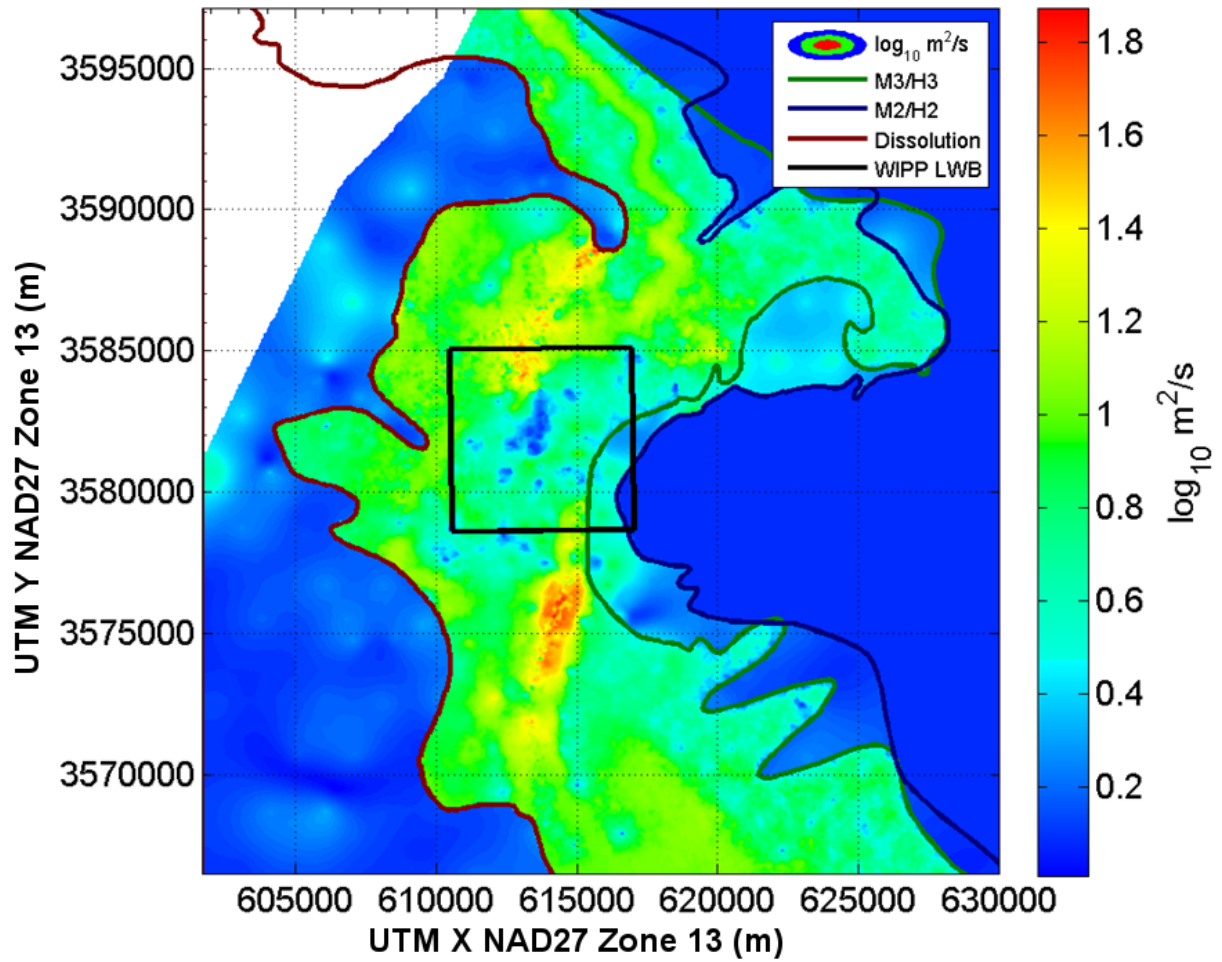 log10 m2/s
M3/H3
M2/H2
Dissolution
WIPP LWB
3595000
3590000
3585000
3580000
3575000
3570000
UTM Y NAD27 Zone 13 (m)
605000 610000 615000 620000 625000 630000
UTM X NAD27 Zone 13 (m)
1.8
1.6
1.4
1.2
1
0.8
0.6
0.4
0.2
log10 m2/s